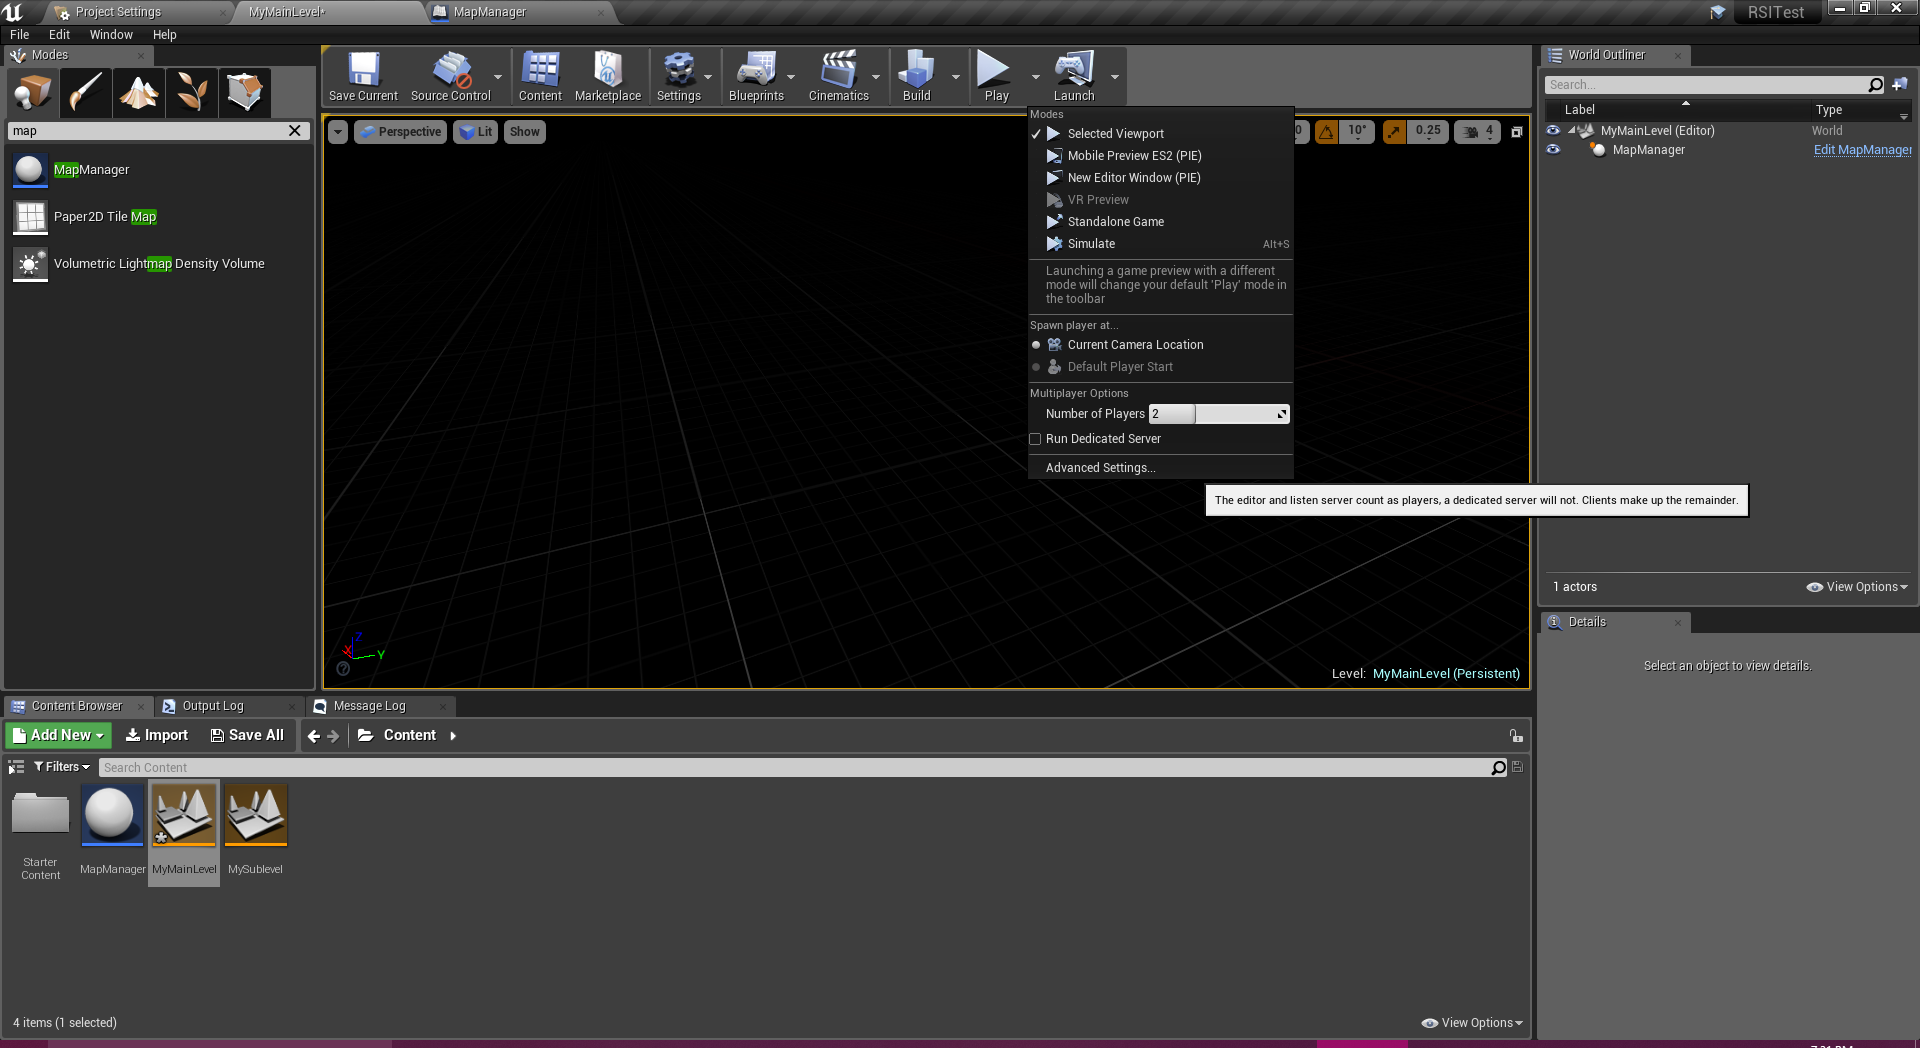 Project Settings
MyMainLevel*
MapManager
RSITest
File Edit Window Help
Modes
map
MapManager
Paper2D Tile Map
Volumetric Lightmap Density Volume
Save Current
Source Control
Content
Marketplace
Settings
Blueprints
Cinematics
Build
Play
Launch
Perspective
Lit
Show
0
10°
0.25
4
Modes
Selected Viewport
Mobile Preview ES2 (PIE)
New Editor Window (PIE)
VR Preview
Standalone Game
Simulate Alt+S
Launching a game preview with a different
mode will change your default 'Play' mode in
the toolbar
Spawn player at...
Current Camera Location
Default Player Start
Multiplayer Options
Number of Players 2
Run Dedicated Server
Advanced Settings...
The editor and listen server count as players, a dedicated server will not. Clients make up the remainder.
X
Y
Z
Level: MyMainLevel (Persistent)
World Outliner
Search...
Label Type
MyMainLevel (Editor) World
MapManager Edit MapManager
1 actors
View Options
Details
Select an object to view details.
Content Browser
Output Log
Message Log
Add New
Import
Save All
Content
Filters
Search Content
Starter
Content
MapManager
MyMainLevel
MySublevel
4 items (1 selected)
View Options